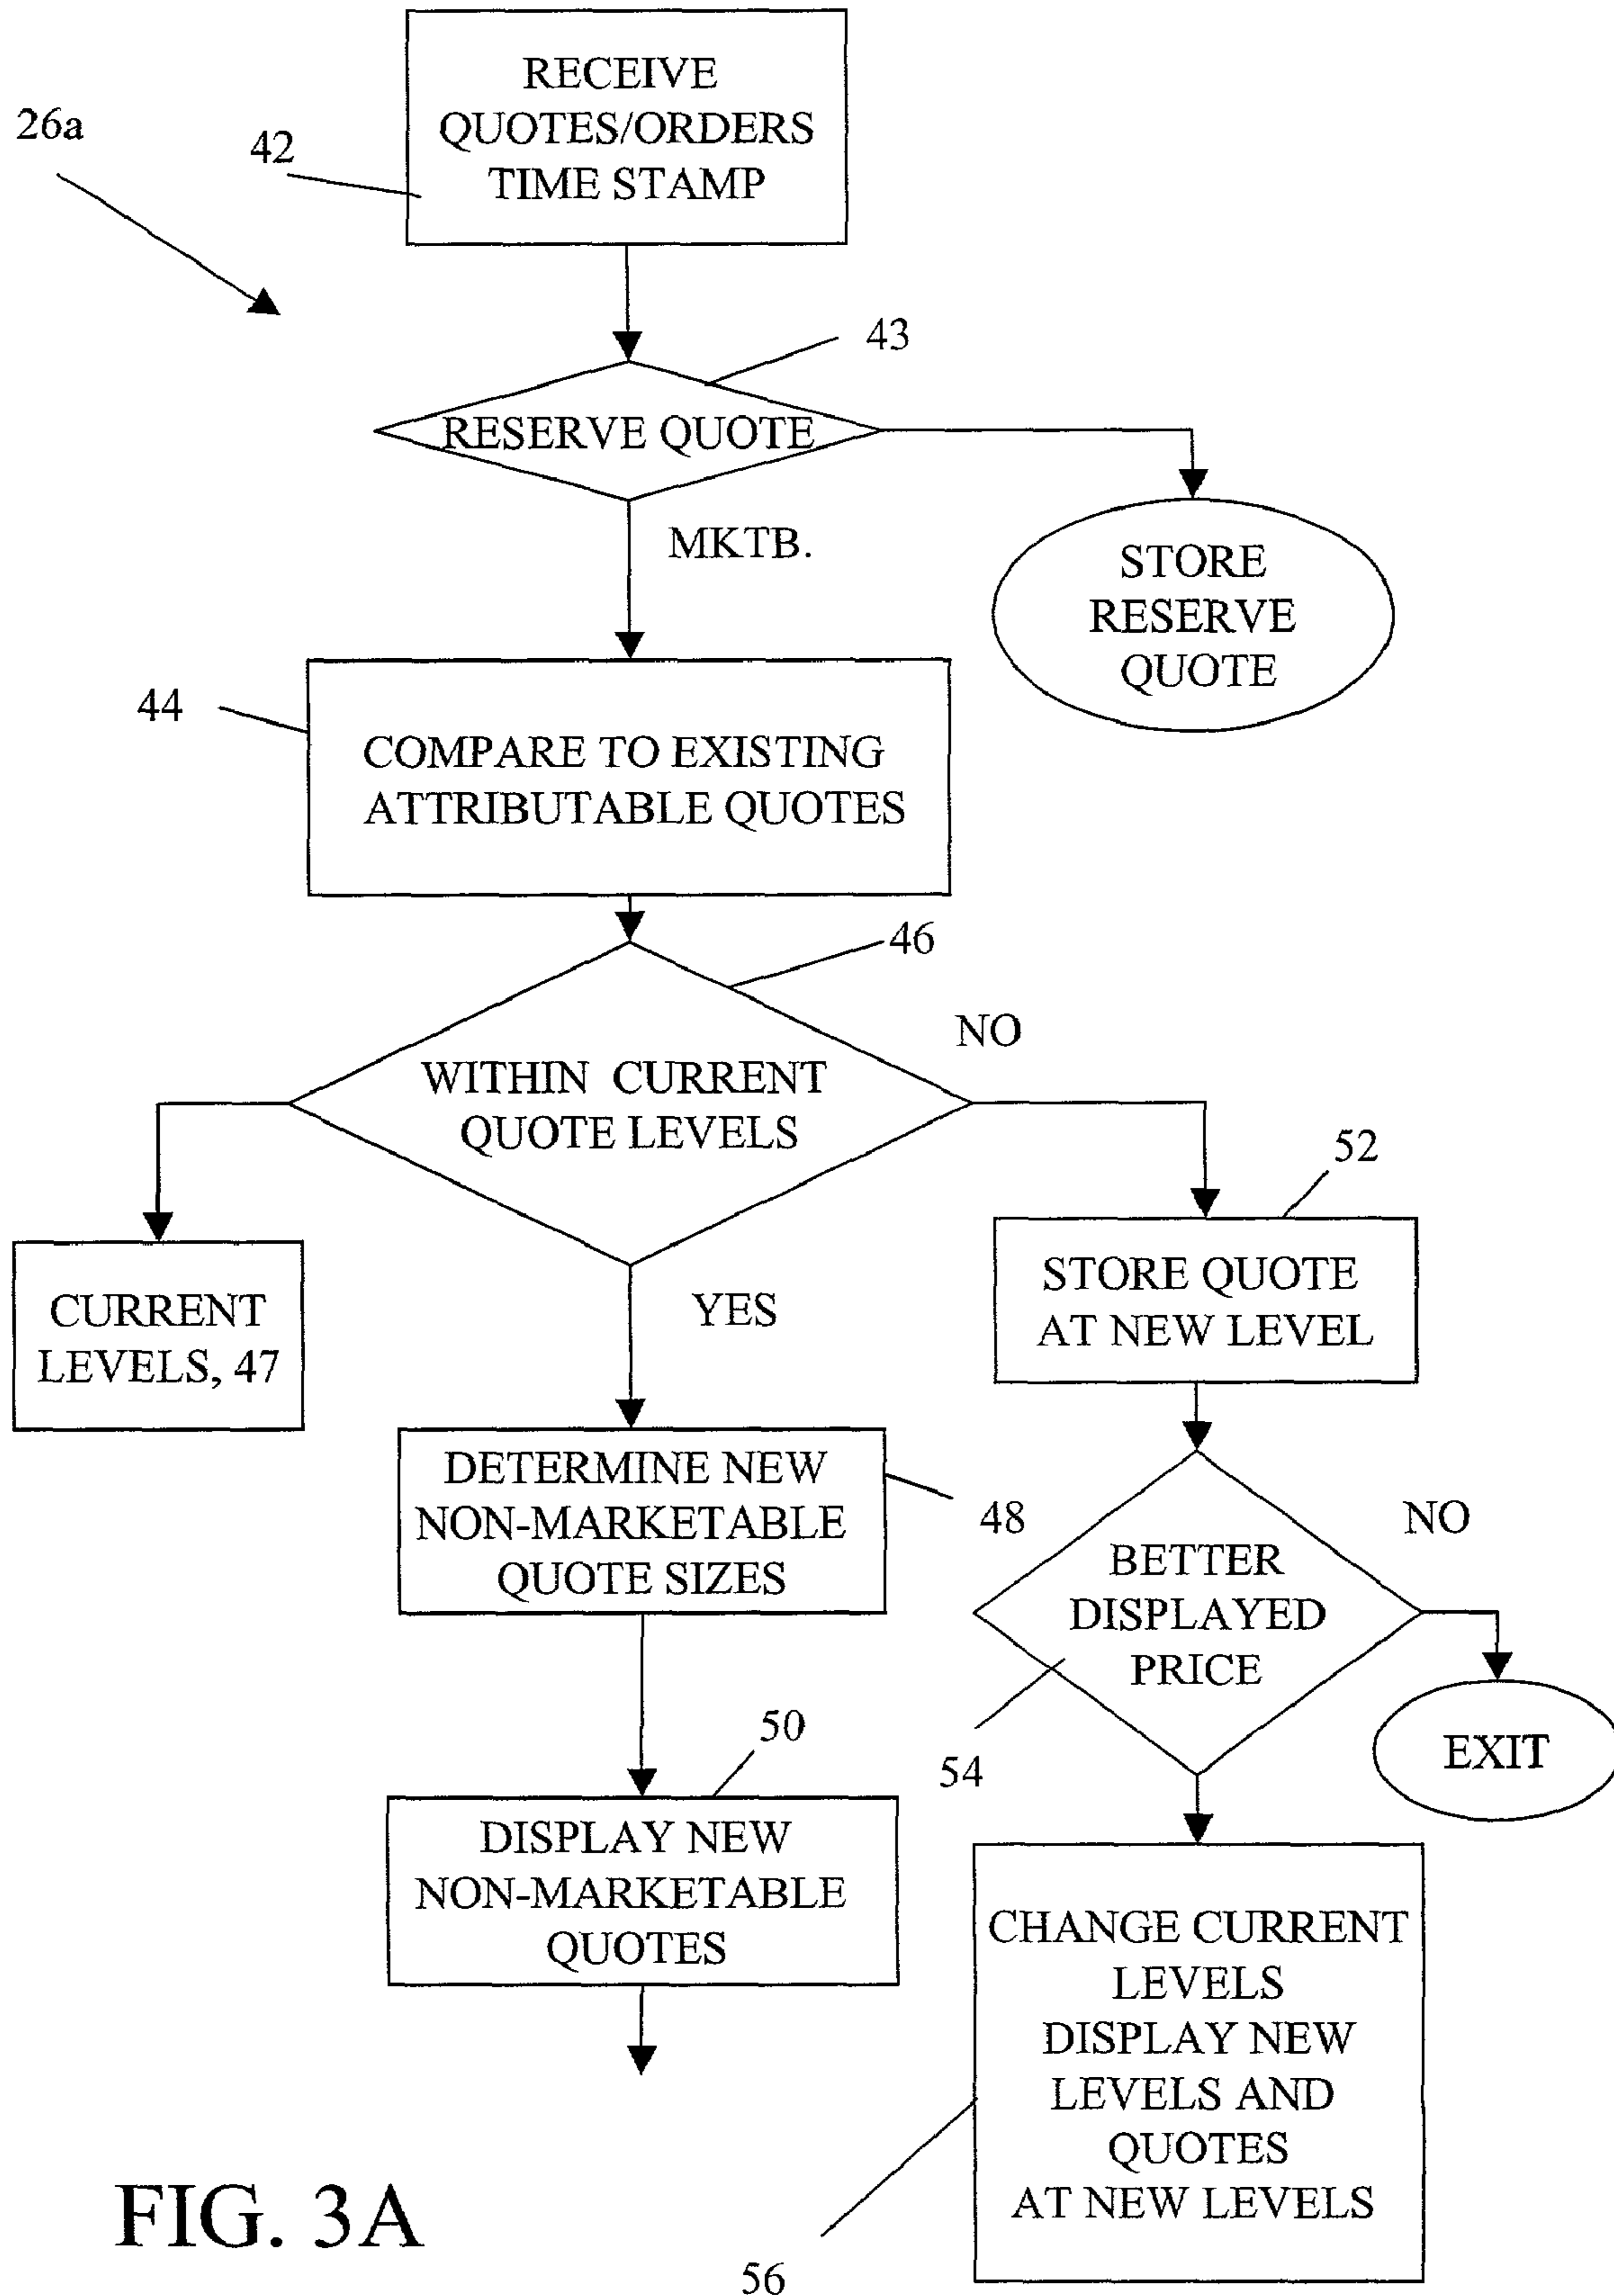 RECEIVE
QUOTES/ORDERS
TIME STAMP
26a
42
43
RESERVE QUOTE
MKTB.
STORE
RESERVE
QUOTE
44
COMPARE TO EXISTING
ATTRIBUTABLE QUOTES
46
NO
WITHIN CURRENT
QUOTE LEVELS
52
CURRENT
LEVELS, 47
YES
STORE QUOTE
AT NEW LEVEL
DETERMINE NEW
NON-MARKETABLE
QUOTE SIZES
48
NO
BETTER
DISPLAYED
PRICE
50
54
EXIT
DISPLAY NEW
NON-MARKETABLE
QUOTES
CHANGE CURRENT
LEVELS
DISPLAY NEW
LEVELS AND
QUOTES
AT NEW LEVELS
FIG. 3A
56